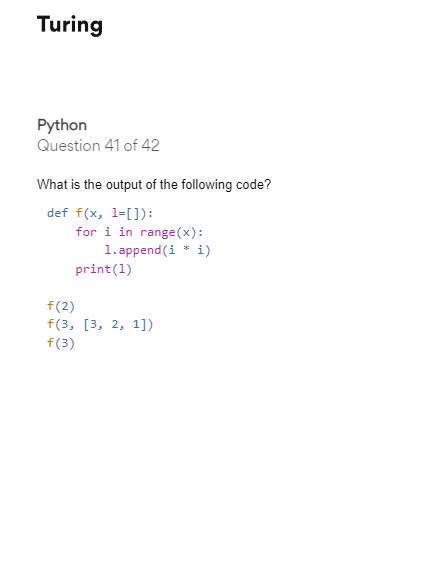 Turing
Python
Question 41 of 42
What is the output of the following code?
def f(x, l=[]):
    for i in range(x):
        l.append(i * i)
    print(l)

f(2)
f(3, [3, 2, 1])
f(3)